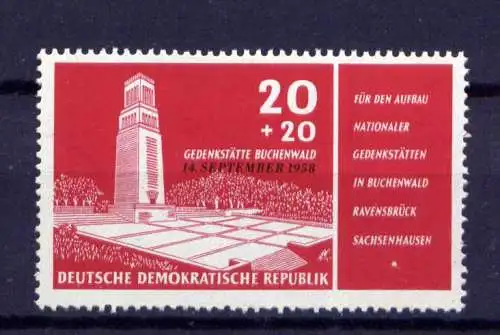 20
+ 20
GEDENKSTÄTTE BUCHENWALD
14. SEPTEMBER 1958
DEUTSCHE DEMOKRATISCHE REPUBLIK
FÜR DEN AUFBAU
NATIONALER
GEDENKSTÄTTEN
IN BUCHENWALD
RAVENSBRÜCK
SACHSENHAUSEN